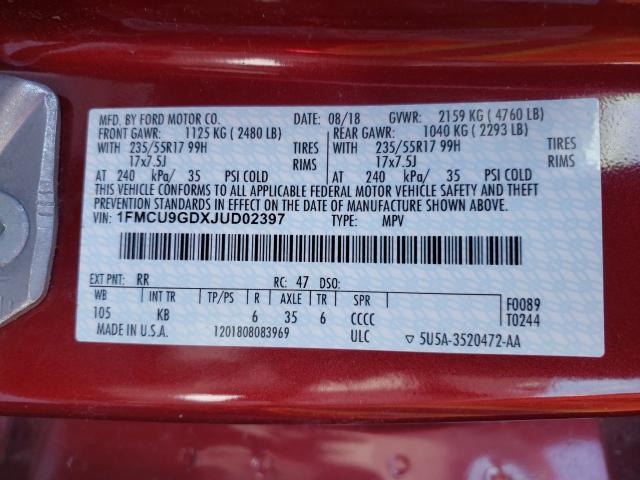 MFD. BY FORD MOTOR CO. DATE: 08/18 GVWR: 2159 KG ( 4760 LB)
FRONT GAWR: 1125 KG ( 2480 LB) REAR GAWR: 1040 KG ( 2293 LB)
WITH 235/55R17 99H TIRES WITH 235/55R17 99H TIRES
17x7.5J 17x7.5J
AT 240 kPa/ 35 PSI COLD AT 240 kPa/ 35 PSI COLD
THIS VEHICLE CONFORMS TO ALL APPLICABLE FEDERAL MOTOR VEHICLE SAFETY AND THEFT
PREVENTION STANDARDS IN EFFECT ON THE DATE OF MANUFACTURE SHOWN ABOVE.
VIN: 1FMCU9GDXJUD02397 TYPE: MPV
EXT PNT: RR RC: 47 DSO:
WB INT TR TP/PS R AXLE TR SPR F0089
105 KB 6 35 6 CCCC T0244
MADE IN U.S.A. 1201808083969 ULC ▽ 5U5A-3520472-AA